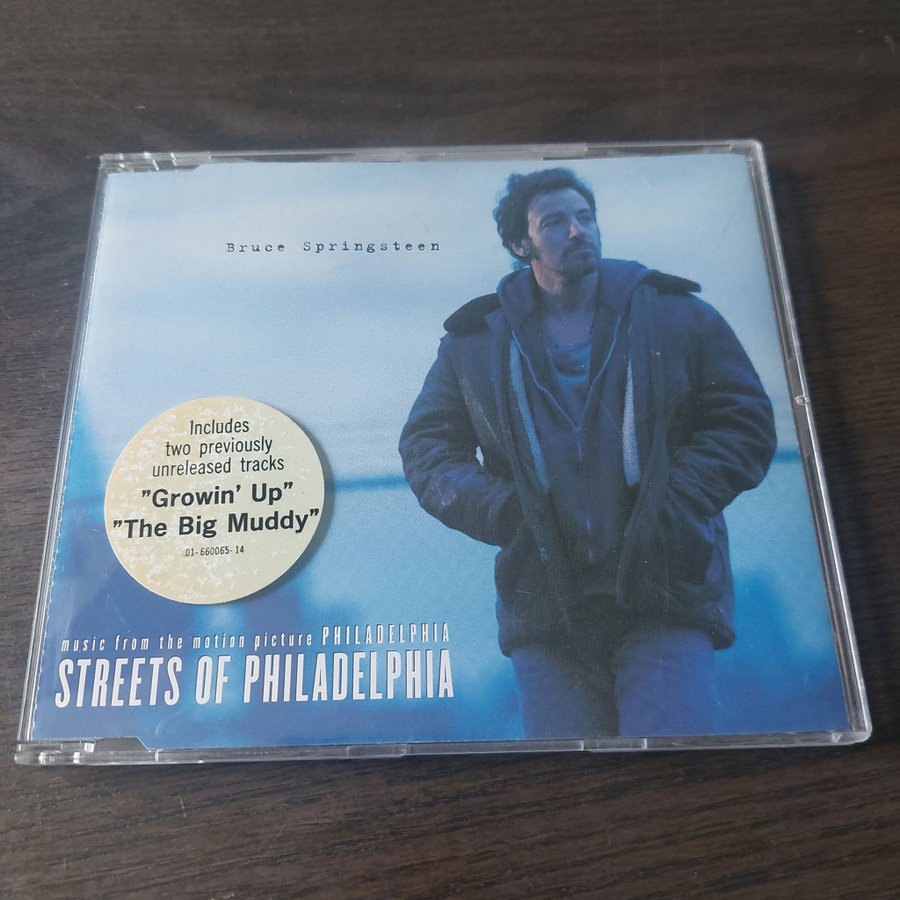 Bruce Springsteen
Includes
two previously
unreleased tracks
"Growin' Up"
"The Big Muddy"
01-660065-14
music from the motion picture PHILADELPHIA
STREETS OF PHILADELPHIA